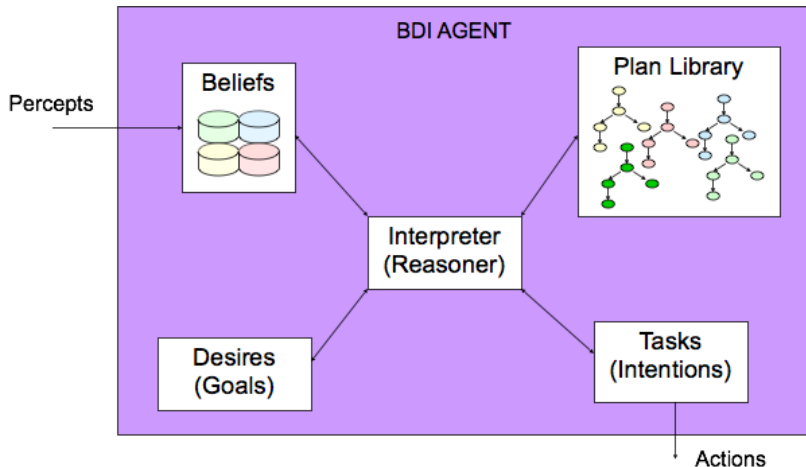 BDI AGENT
Beliefs
Plan Library
Percepts
Interpreter
(Reasoner)
Desires
(Goals)
Tasks
(Intentions)
Actions